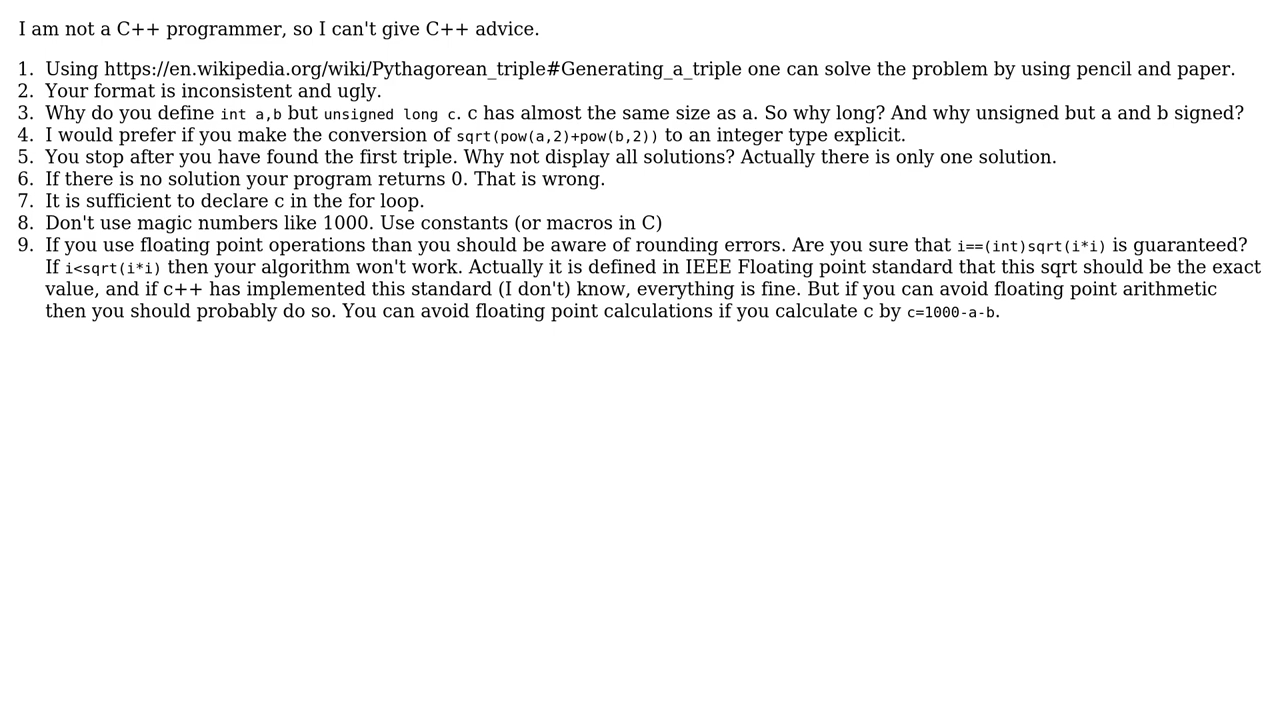 I am not a C++ programmer, so I can't give C++ advice.
1. Using https://en.wikipedia.org/wiki/Pythagorean_triple#Generating_a_triple one can solve the problem by using pencil and paper.
2. Your format is inconsistent and ugly.
3. Why do you define int a,b but unsigned long c. c has almost the same size as a. So why long? And why unsigned but a and b signed?
4. I would prefer if you make the conversion of sqrt(pow(a,2)+pow(b,2)) to an integer type explicit.
5. You stop after you have found the first triple. Why not display all solutions? Actually there is only one solution.
6. If there is no solution your program returns 0. That is wrong.
7. It is sufficient to declare c in the for loop.
8. Don't use magic numbers like 1000. Use constants (or macros in C)
9. If you use floating point operations than you should be aware of rounding errors. Are you sure that i==(int)sqrt(i*i) is guaranteed?
If i<sqrt(i*i) then your algorithm won't work. Actually it is defined in IEEE Floating point standard that this sqrt should be the exact
value, and if c++ has implemented this standard (I don't) know, everything is fine. But if you can avoid floating point arithmetic
then you should probably do so. You can avoid floating point calculations if you calculate c by c=1000-a-b.